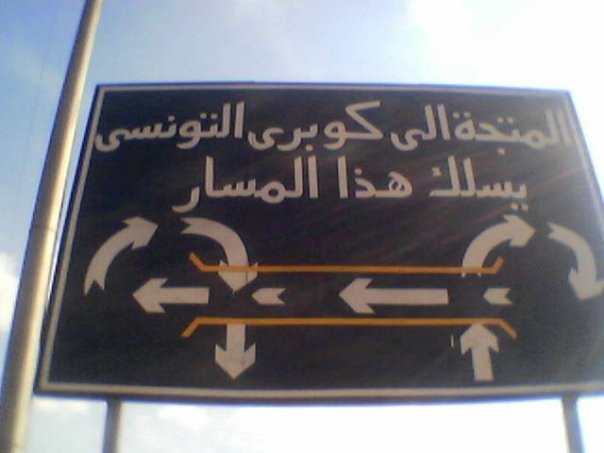 المتجة الى كوبرى التونسى
يسلك هذا المسار